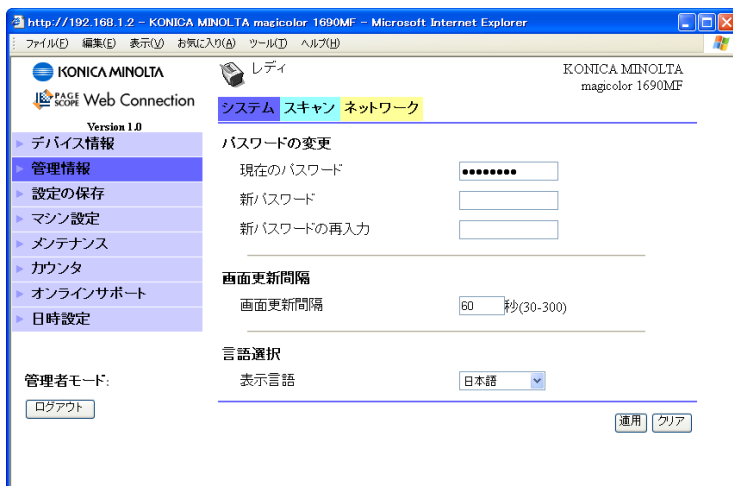 http://192.168.1.2 - KONICA MINOLTA magicolor 1690MF - Microsoft Internet Explorer
ファイル(F) 編集(E) 表示(V) お気に入り(A) ツール(T) ヘルプ(H)
KONICA MINOLTA
レディ
KONICA MINOLTA
magicolor 1690MF
PAGE SCOPE Web Connection
Version 1.0
システム スキャン ネットワーク
デバイス情報
管理情報
設定の保存
マシン設定
メンテナンス
カウンタ
オンラインサポート
日時設定
管理者モード:
ログアウト
パスワードの変更
現在のパスワード ●●●●●●●●
新パスワード
新パスワードの再入力
画面更新間隔
画面更新間隔 60 秒(30-300)
言語選択
表示言語 日本語
適用 クリア